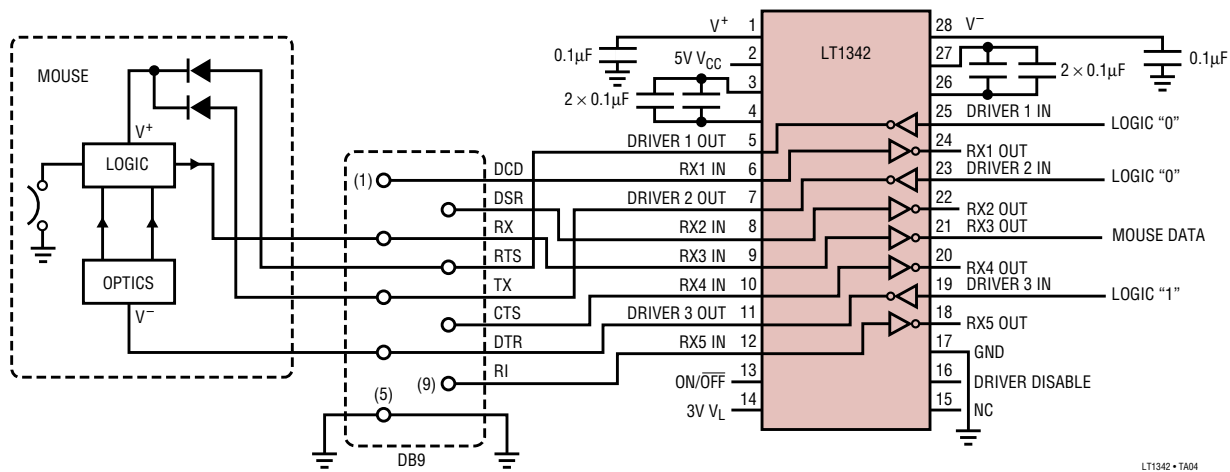 MOUSE
V+
LOGIC
OPTICS
V−
(1)
DCD
DSR
RX
RTS
TX
CTS
DTR
(9)
RI
(5)
DB9
LT1342
V+ 1
0.1µF
5V VCC 2
3
2 × 0.1µF
4
DRIVER 1 OUT 5
RX1 IN 6
DRIVER 2 OUT 7
RX2 IN 8
RX3 IN 9
RX4 IN 10
DRIVER 3 OUT 11
RX5 IN 12
ON/OFF 13
3V VL 14
28 V−
0.1µF
27
2 × 0.1µF
26
25 DRIVER 1 IN LOGIC “0”
24 RX1 OUT
23 DRIVER 2 IN LOGIC “0”
22 RX2 OUT
21 RX3 OUT MOUSE DATA
20 RX4 OUT
19 DRIVER 3 IN LOGIC “1”
18 RX5 OUT
17 GND
16 DRIVER DISABLE
15 NC
LT1342 • TA04